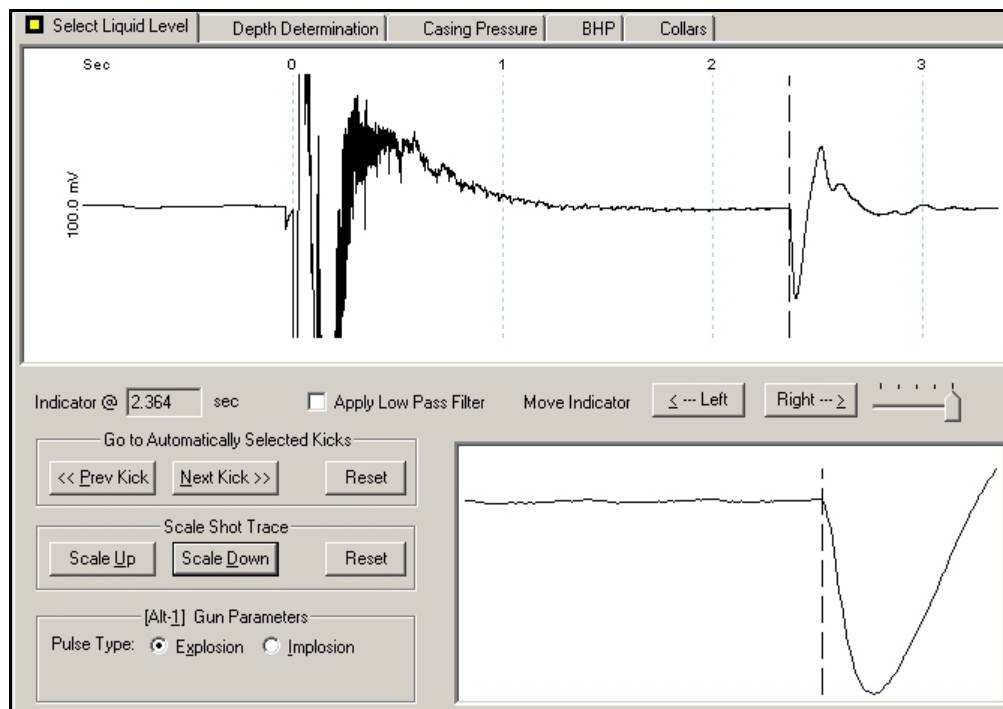 Select Liquid Level Depth Determination Casing Pressure BHP Collars
Sec 0 1 2 3
100.0 mV
Indicator @ 2.364 sec Apply Low Pass Filter Move Indicator < --- Left Right --- >
Go to Automatically Selected Kicks
<< Prev Kick Next Kick >> Reset
Scale Shot Trace
Scale Up Scale Down Reset
[Alt-1] Gun Parameters
Pulse Type: Explosion Implosion